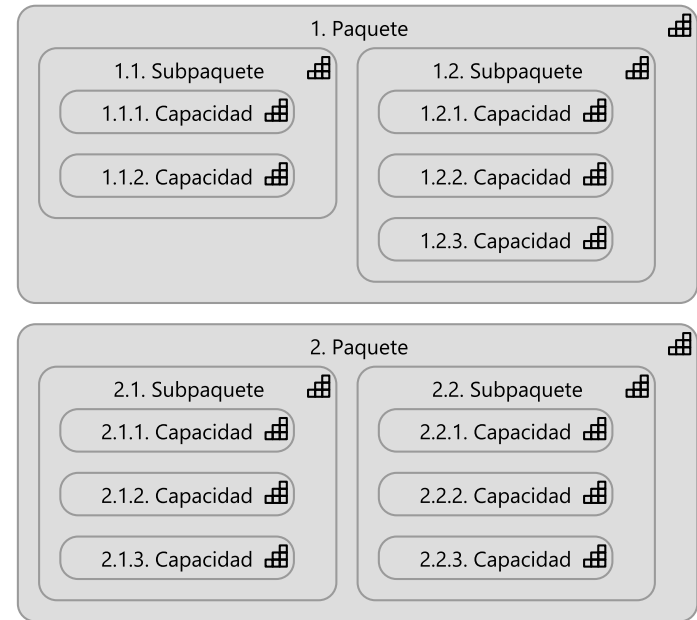 1. Paquete
1.1. Subpaquete
1.1.1. Capacidad
1.1.2. Capacidad
1.2. Subpaquete
1.2.1. Capacidad
1.2.2. Capacidad
1.2.3. Capacidad
2. Paquete
2.1. Subpaquete
2.1.1. Capacidad
2.1.2. Capacidad
2.1.3. Capacidad
2.2. Subpaquete
2.2.1. Capacidad
2.2.2. Capacidad
2.2.3. Capacidad